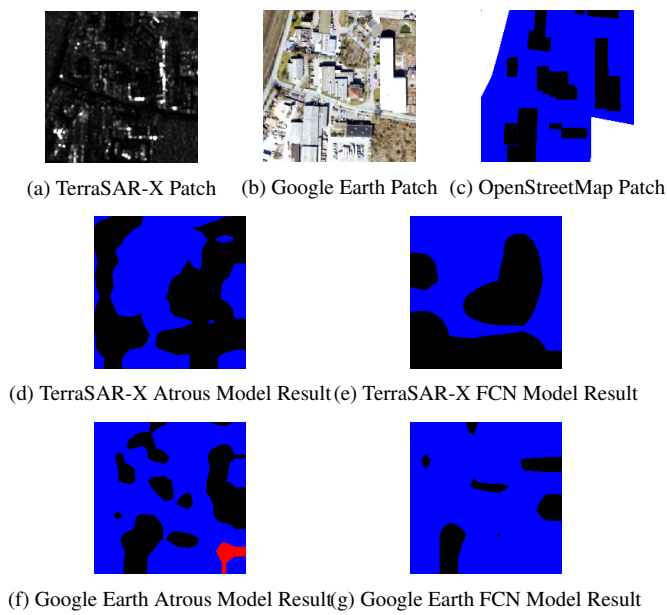 (a) TerraSAR-X Patch (b) Google Earth Patch (c) OpenStreetMap Patch
(d) TerraSAR-X Atrous Model Result (e) TerraSAR-X FCN Model Result
(f) Google Earth Atrous Model Result (g) Google Earth FCN Model Result